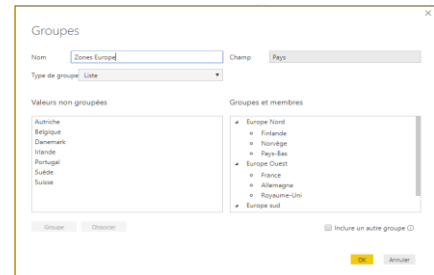 Groupes
Nom Zones Europe Champ Pays
Type de groupe Liste
Valeurs non groupées Groupes et membres
Autriche
Belgique
Danemark
Irlande
Portugal
Suède
Suisse
Europe Nord
Finlande
Norvège
Pays-Bas
Europe Ouest
France
Allemagne
Royaume-Uni
Europe sud
Groupe Dissocier Inclure un autre groupe
OK Annuler